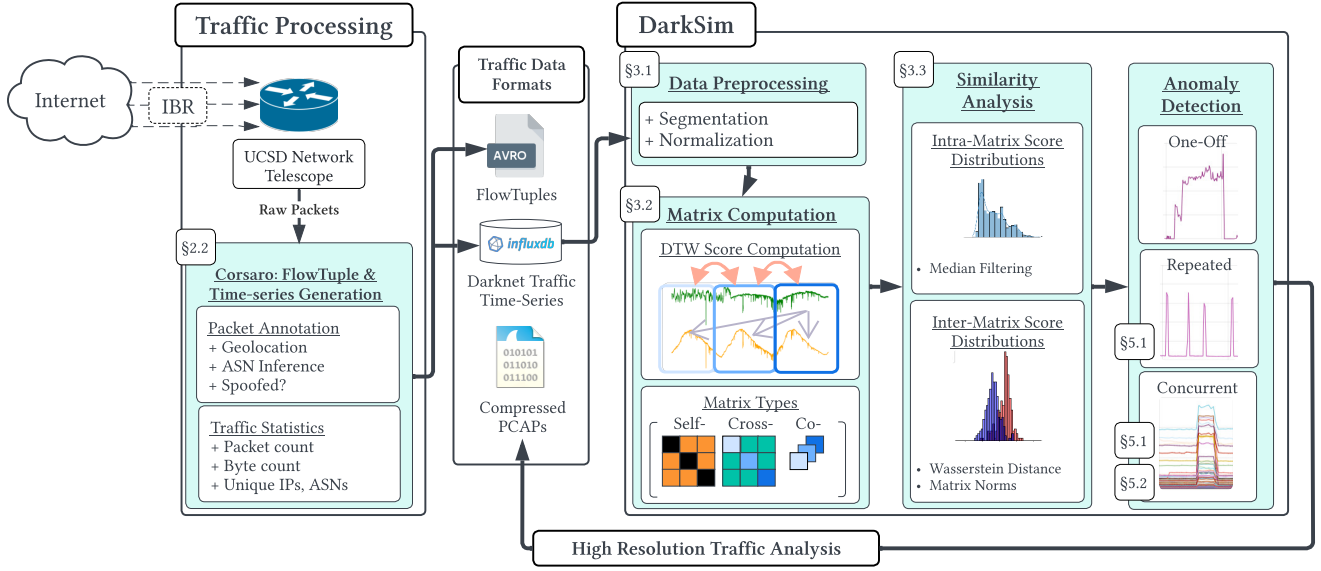 Traffic Processing
Internet
IBR
UCSD Network
Telescope
Raw Packets
§2.2
Corsaro: FlowTuple &
Time-series Generation
Packet Annotation
+ Geolocation
+ ASN Inference
+ Spoofed?
Traffic Statistics
+ Packet count
+ Byte count
+ Unique IPs, ASNs
Traffic Data
Formats
AVRO
FlowTuples
influxdb
Darknet Traffic
Time-Series
010101
011010
011100
Compressed
PCAPs
DarkSim
§3.1
Data Preprocessing
+ Segmentation
+ Normalization
§3.2
Matrix Computation
DTW Score Computation
Matrix Types
Self- Cross- Co-
§3.3
Similarity
Analysis
Intra-Matrix Score
Distributions
• Median Filtering
Inter-Matrix Score
Distributions
• Wasserstein Distance
• Matrix Norms
Anomaly
Detection
One-Off
Repeated
§5.1
Concurrent
§5.1
§5.2
High Resolution Traffic Analysis